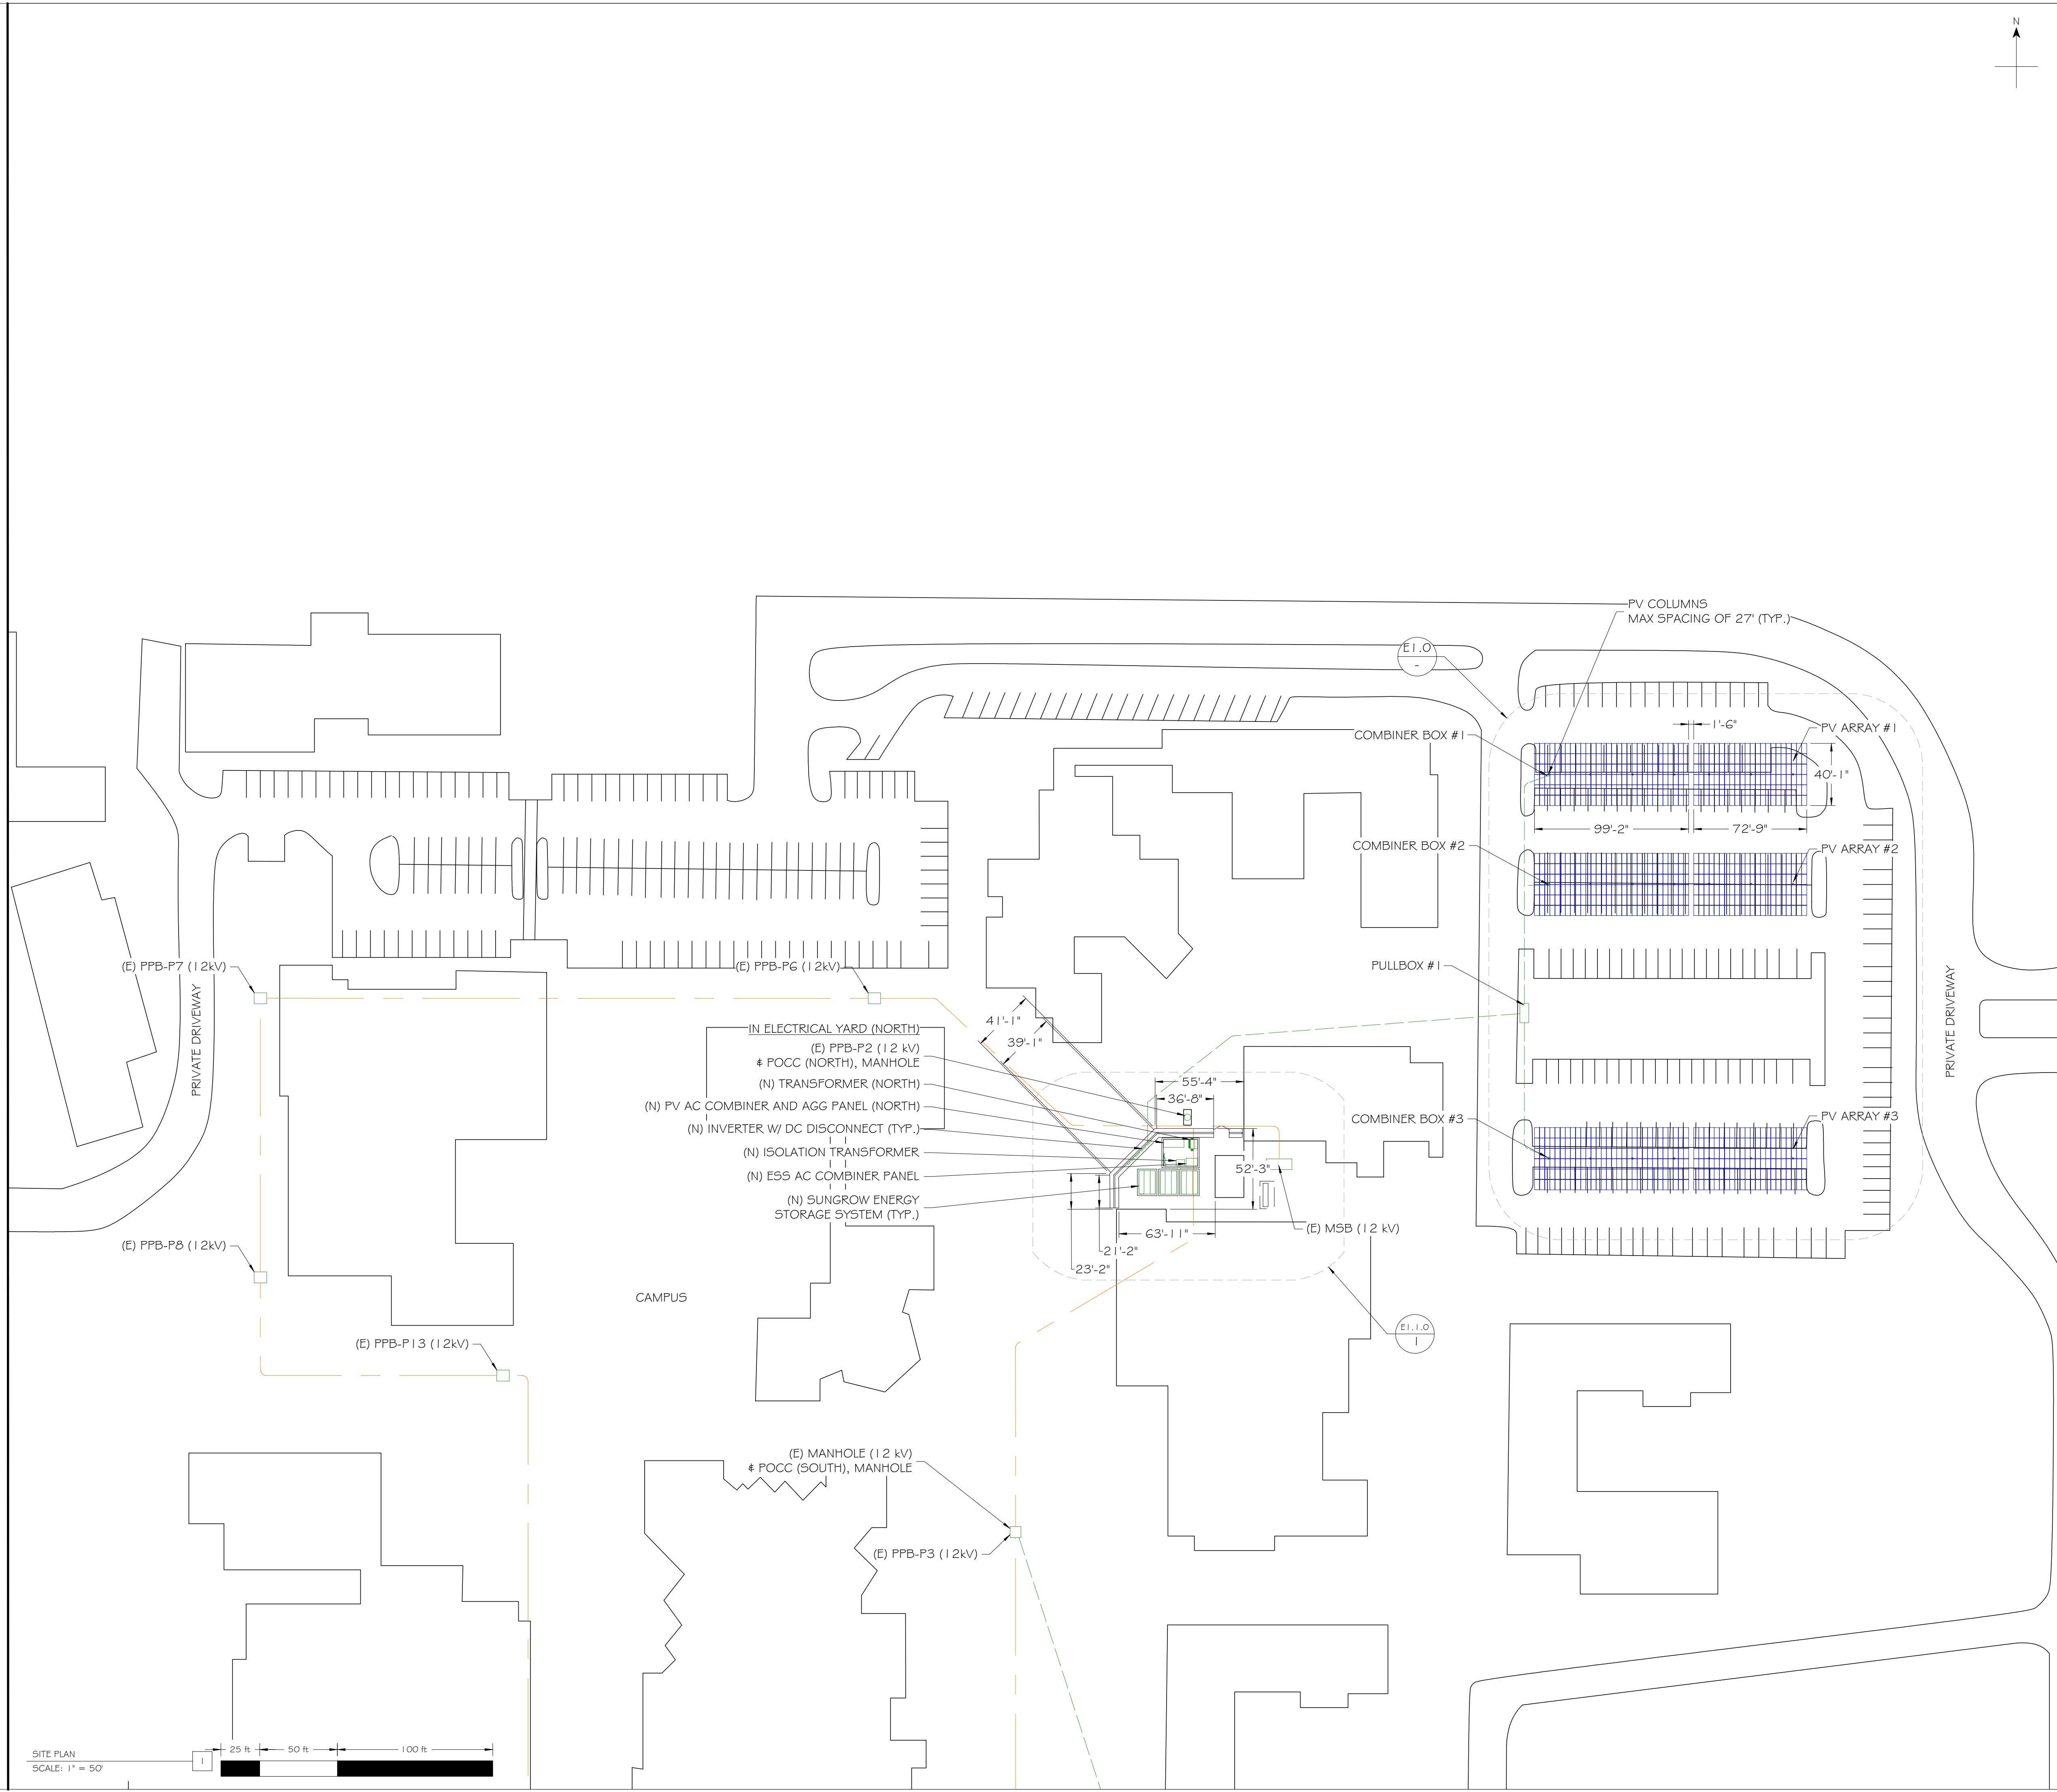 N
PV COLUMNS
MAX SPACING OF 27' (TYP.)
E1.0
-
1'-6"
PV ARRAY #1
COMBINER BOX #1
40'-1"
99'-2"
72'-9"
COMBINER BOX #2
PV ARRAY #2
(E) PPB-P7 (12kV)
(E) PPB-P6 (12kV)
PULLBOX #1
PRIVATE DRIVEWAY
PRIVATE DRIVEWAY
41'-1"
39'-1"
IN ELECTRICAL YARD (NORTH)
(E) PPB-P2 (12 kV)
& POCC (NORTH), MANHOLE
(N) TRANSFORMER (NORTH)
(N) PV AC COMBINER AND AGG PANEL (NORTH)
(N) INVERTER W/ DC DISCONNECT (TYP.)
(N) ISOLATION TRANSFORMER
(N) ESS AC COMBINER PANEL
(N) SUNGROW ENERGY
STORAGE SYSTEM (TYP.)
55'-4"
36'-8"
52'-3"
63'-11"
21'-2"
23'-2"
COMBINER BOX #3
PV ARRAY #3
(E) MSB (12 kV)
(E) PPB-P8 (12kV)
CAMPUS
E1.1.0
1
(E) PPB-P13 (12kV)
(E) MANHOLE (12 kV)
& POCC (SOUTH), MANHOLE
(E) PPB-P3 (12kV)
SITE PLAN
SCALE: 1" = 50'
1
25 ft
50 ft
100 ft